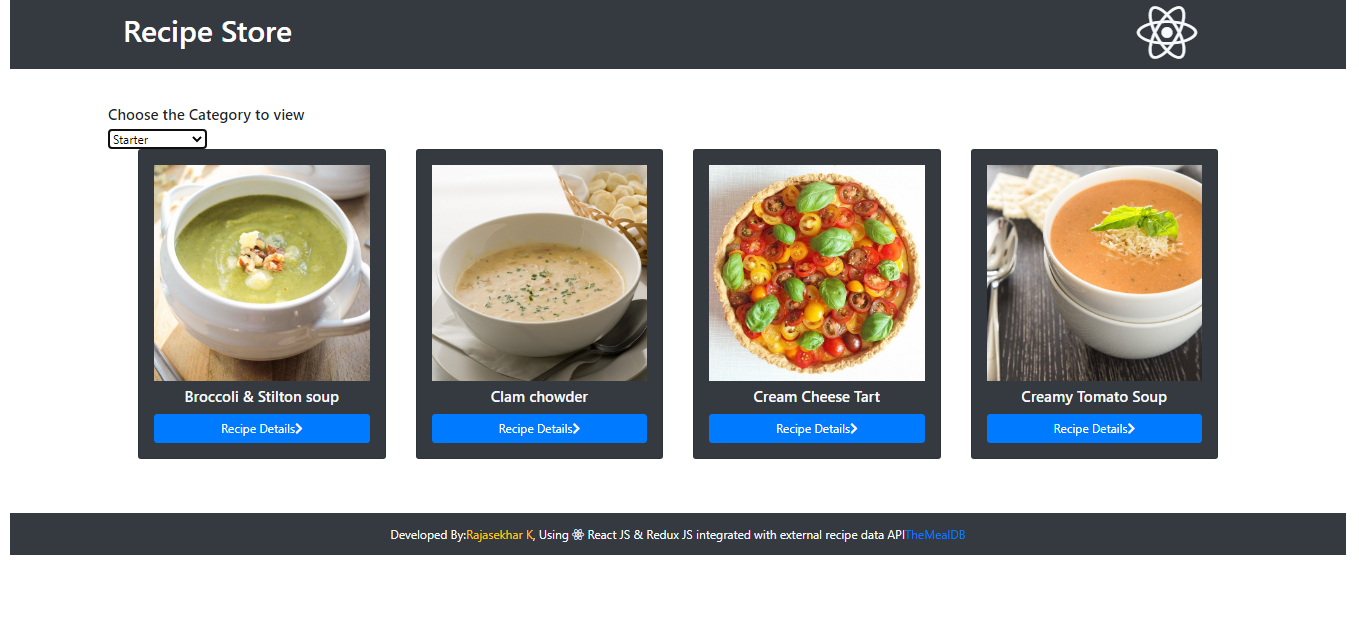 Recipe Store
Choose the Category to view
Starter
Broccoli & Stilton soup
Clam chowder
Cream Cheese Tart
Creamy Tomato Soup
Recipe Details
Recipe Details
Recipe Details
Recipe Details
Developed By:Rajasekhar K, Using React JS & Redux JS integrated with external recipe data APITheMealDB